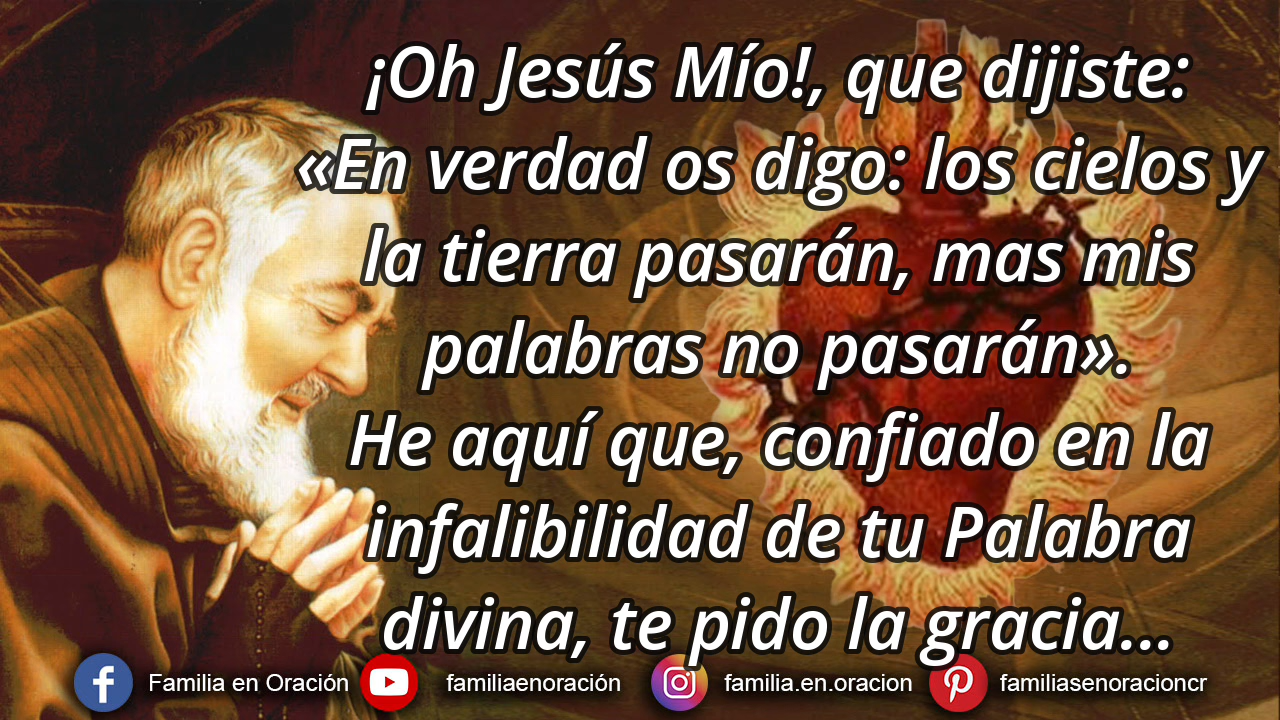 ¡Oh Jesús Mío!, que dijiste:
«En verdad os digo: los cielos y
la tierra pasarán, mas mis
palabras no pasarán».
He aquí que, confiado en la
infalibilidad de tu Palabra
divina, te pido la gracia...
Familia en Oración familiaenoración familia.en.oracion familiasenoracioncr